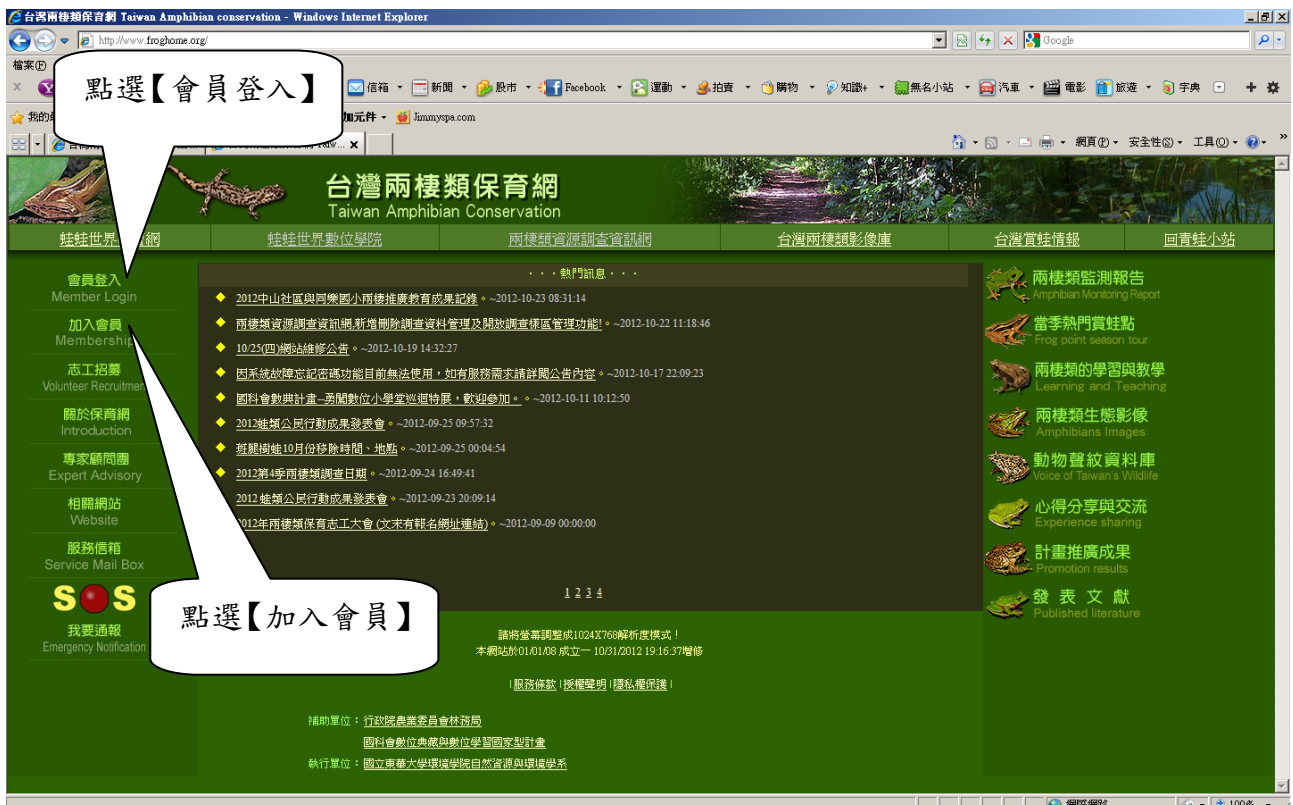 台灣兩棲類保育網 Taiwan Amphibian conservation - Windows Internet Explorer
http://www.froghome.org/
Google
檔案(F)
點選【會員登入】
信箱
新聞
股市
Facebook
運動
拍賣
購物
知識+
無名小站
汽車
電影
旅遊
字典
我的
加元件
Jimmyspa.com
網頁(P)
安全性(S)
工具(O)
台灣兩棲類保育網
Taiwan Amphibian Conservation
蛙蛙世界 網
蛙蛙世界數位學院
兩棲類資源調查資訊網
台灣兩棲類影像庫
台灣賞蛙情報
回青蛙小站
會員登入
Member Login
加入會員
Membership
志工招募
Volunteer Recruitmen
關於保育網
Introduction
專家顧問團
Expert Advisory
相關網站
Website
服務信箱
Service Mail Box
SOS
我要通報
Emergency Notification
・・・熱門訊息・・・
2012中山社區與同樂國小兩棲推廣教育成果記錄。~2012-10-23 08:31:14
兩棲類資源調查資訊網,新增刪除調查資料管理及開放調查樣區管理功能!。~2012-10-22 11:18:46
10/25(四)網站維修公告。~2012-10-19 14:32:27
因系統故障忘記密碼功能目前無法使用,如有服務需求請詳閱公告內容。~2012-10-17 22:09:23
國科會數典計畫–勇闖數位小學堂巡迴特展,歡迎參加。。~2012-10-11 10:12:50
2012蛙類公民行動成果發表會。~2012-09-25 09:57:32
斑腿樹蛙10月份移除時間、地點。~2012-09-25 00:04:54
2012第4季兩棲類調查日期。~2012-09-24 16:49:41
2012 蛙類公民行動成果發表會。~2012-09-23 20:09:14
2012年兩棲類保育志工大會 (文末有報名網址連結)。~2012-09-09 00:00:00
1 2 3 4
點選【加入會員】
兩棲類監測報告
Amphibian Monitoring Report
當季熱門賞蛙點
Frog point season tour
兩棲類的學習與教學
Learning and Teaching
兩棲類生態影像
Amphibians Images
動物聲紋資料庫
Voice of Taiwan's Wildlife
心得分享與交流
Experience sharing
計畫推廣成果
Promotion results
發表文獻
Published literature
請將螢幕調整成1024X768解析度模式!
本網站於01/01/08 成立一 10/31/2012 19:16:37增修
|服務條款|授權聲明|隱私權保護|
補助單位:行政院農業委員會林務局
國科會數位典藏與數位學習國家型計畫
執行單位:國立東華大學環境學院自然資源與環境學系
100%